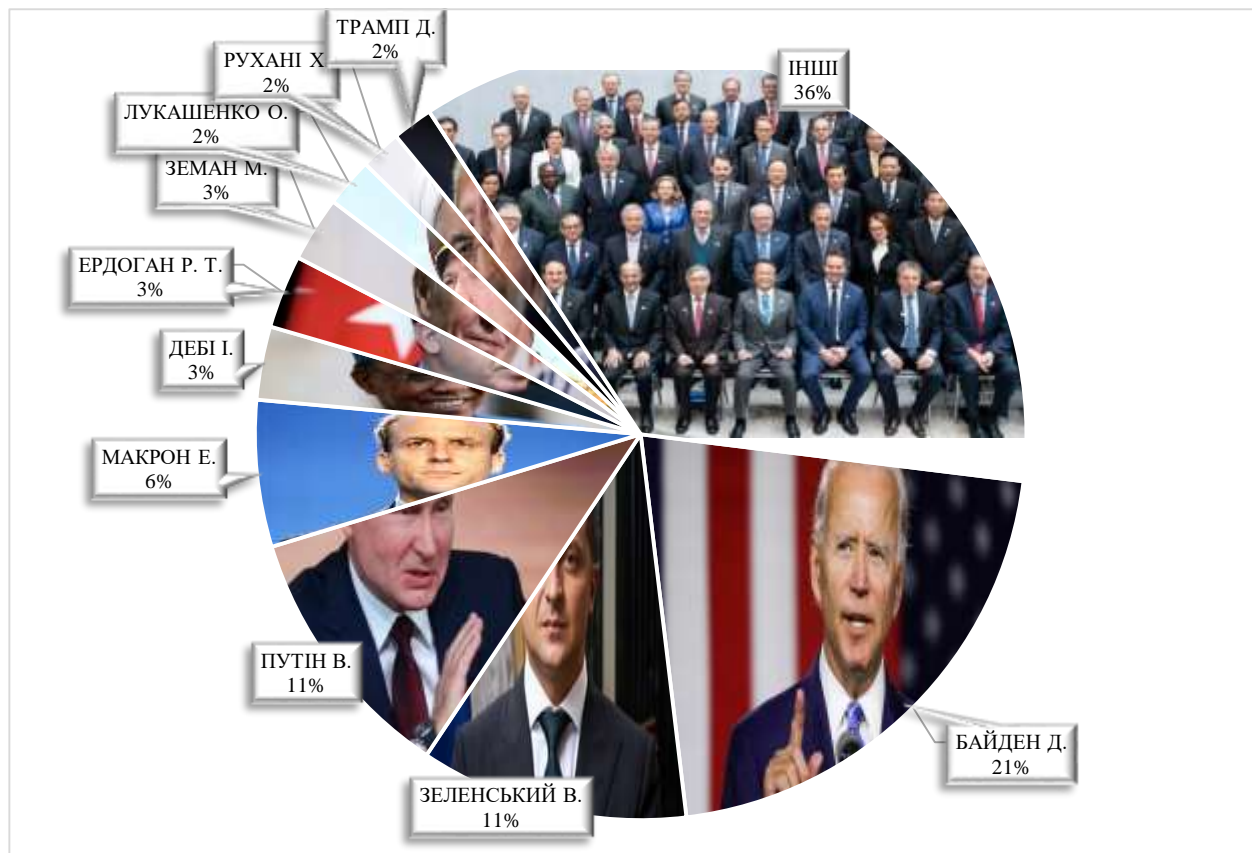 ТРАМП Д.
2%
РУХАНІ Х
2%
ЛУКАШЕНКО О.
2%
ЗЕМАН М.
3%
ЕРДОГАН Р. Т.
3%
ДЕБІ І.
3%
МАКРОН Е.
6%
ПУТІН В.
11%
ЗЕЛЕНСЬКИЙ В.
11%
БАЙДЕН Д.
21%
ІНШІ
36%